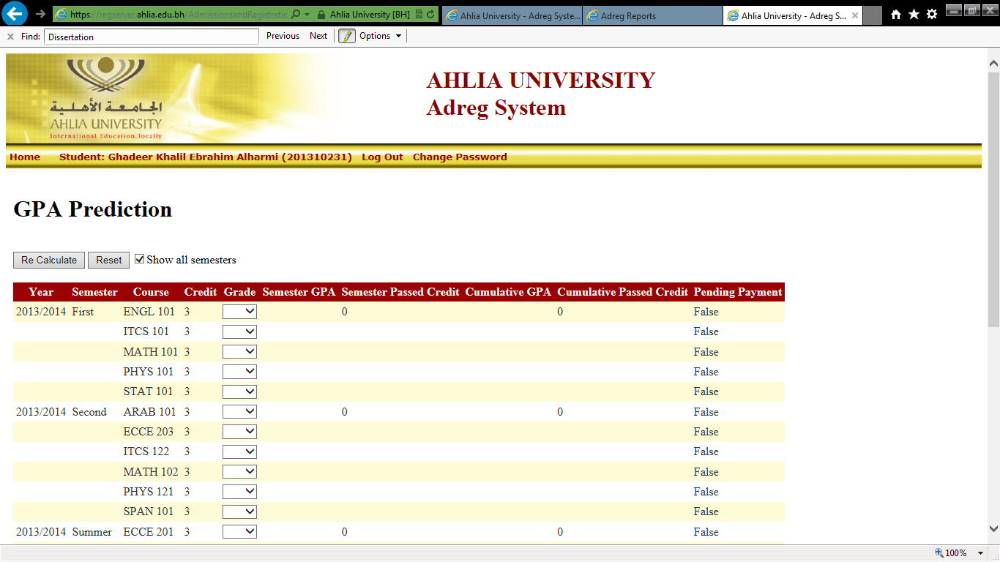 https://regserver.ahlia.edu.bh/AdmissionsandRegistratic Ahlia University [BH] Ahlia University - Adreg Syste... Adreg Reports Ahlia University - Adreg S...
Find: Dissertation Previous Next Options
الجامعة الأهلية
AHLIA UNIVERSITY
International Education. locally
AHLIA UNIVERSITY
Adreg System
Home Student: Ghadeer Khalil Ebrahim Alharmi (201310231) Log Out Change Password
GPA Prediction
Re Calculate Reset Show all semesters
Year Semester Course Credit Grade Semester GPA Semester Passed Credit Cumulative GPA Cumulative Passed Credit Pending Payment
2013/2014 First ENGL 101 3 0 0 False
ITCS 101 3 False
MATH 101 3 False
PHYS 101 3 False
STAT 101 3 False
2013/2014 Second ARAB 101 3 0 0 False
ECCE 203 3 False
ITCS 122 3 False
MATH 102 3 False
PHYS 121 3 False
SPAN 101 3 False
2013/2014 Summer ECCE 201 3 0 0 False
100%